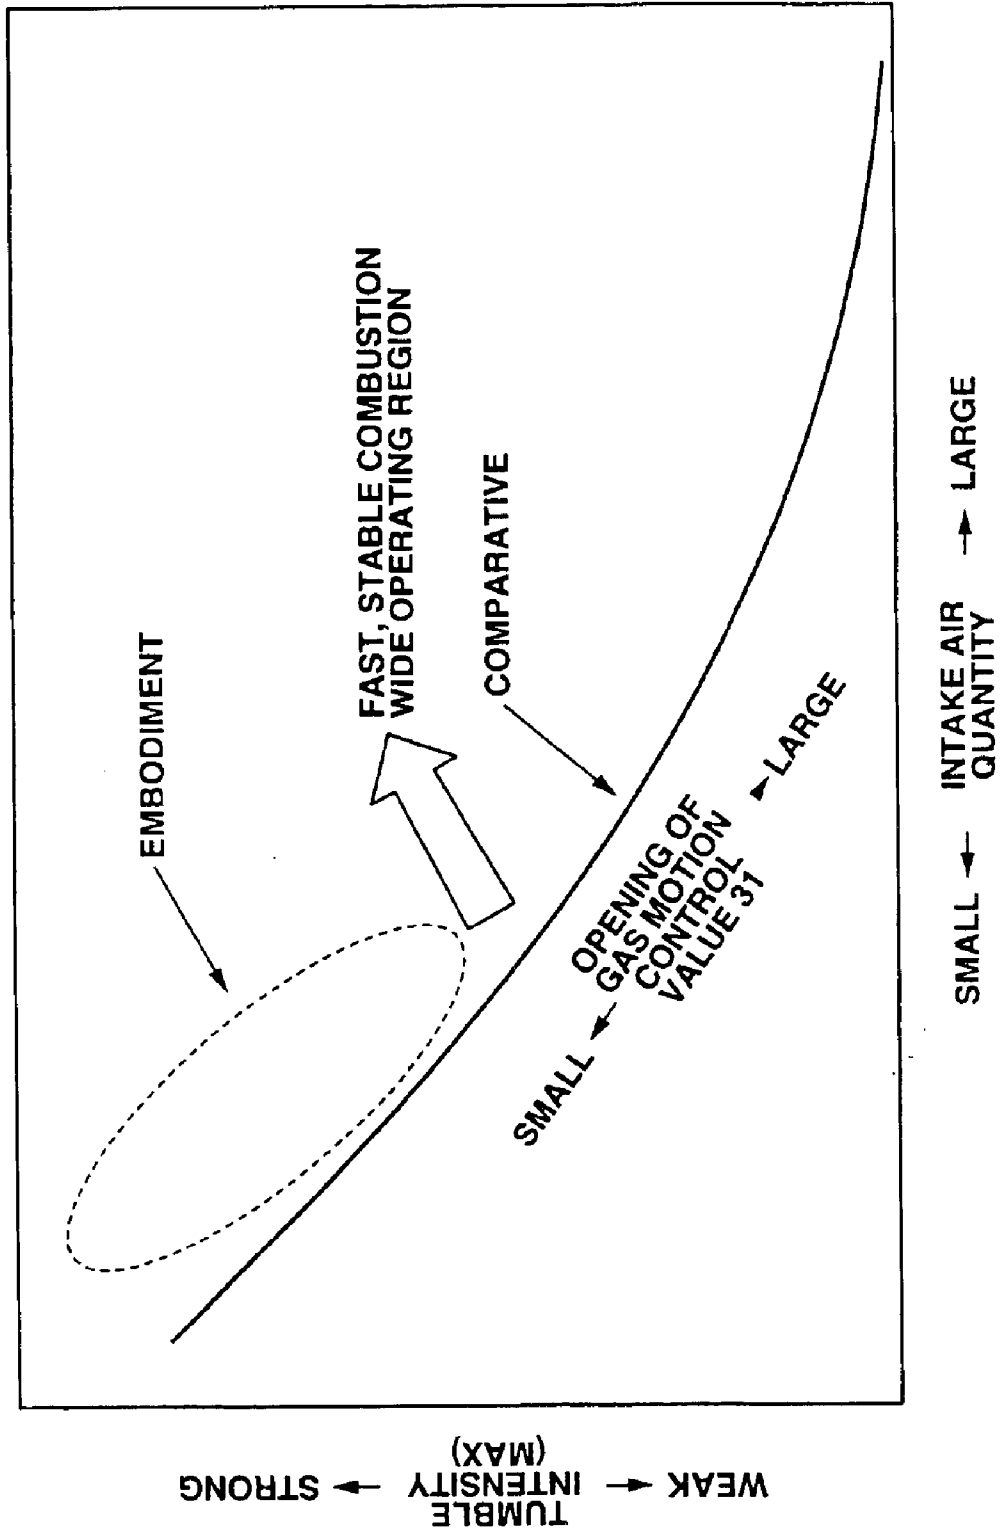 EMBODIMENT
FAST, STABLE COMBUSTION
WIDE OPERATING REGION
COMPARATIVE
OPENING OF
GAS MOTION
CONTROL
VALUE 31
SMALL
LARGE
TUMBLE
INTENSITY
(MAX)
WEAK
STRONG
SMALL
INTAKE AIR
QUANTITY
LARGE